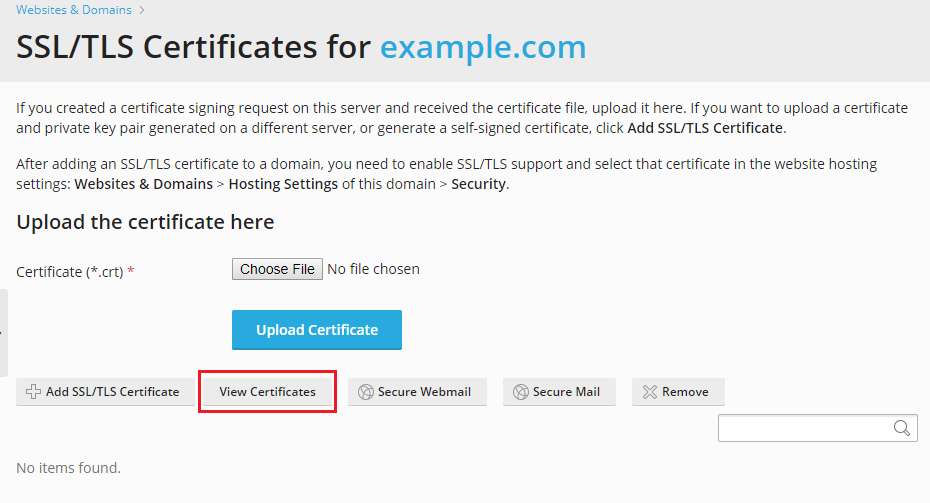 Websites & Domains >
SSL/TLS Certificates for example.com
If you created a certificate signing request on this server and received the certificate file, upload it here. If you want to upload a certificate
and private key pair generated on a different server, or generate a self-signed certificate, click Add SSL/TLS Certificate.
After adding an SSL/TLS certificate to a domain, you need to enable SSL/TLS support and select that certificate in the website hosting
settings: Websites & Domains > Hosting Settings of this domain > Security.
Upload the certificate here
Certificate (*.crt) * Choose File No file chosen
Upload Certificate
Add SSL/TLS Certificate View Certificates Secure Webmail Secure Mail Remove
No items found.